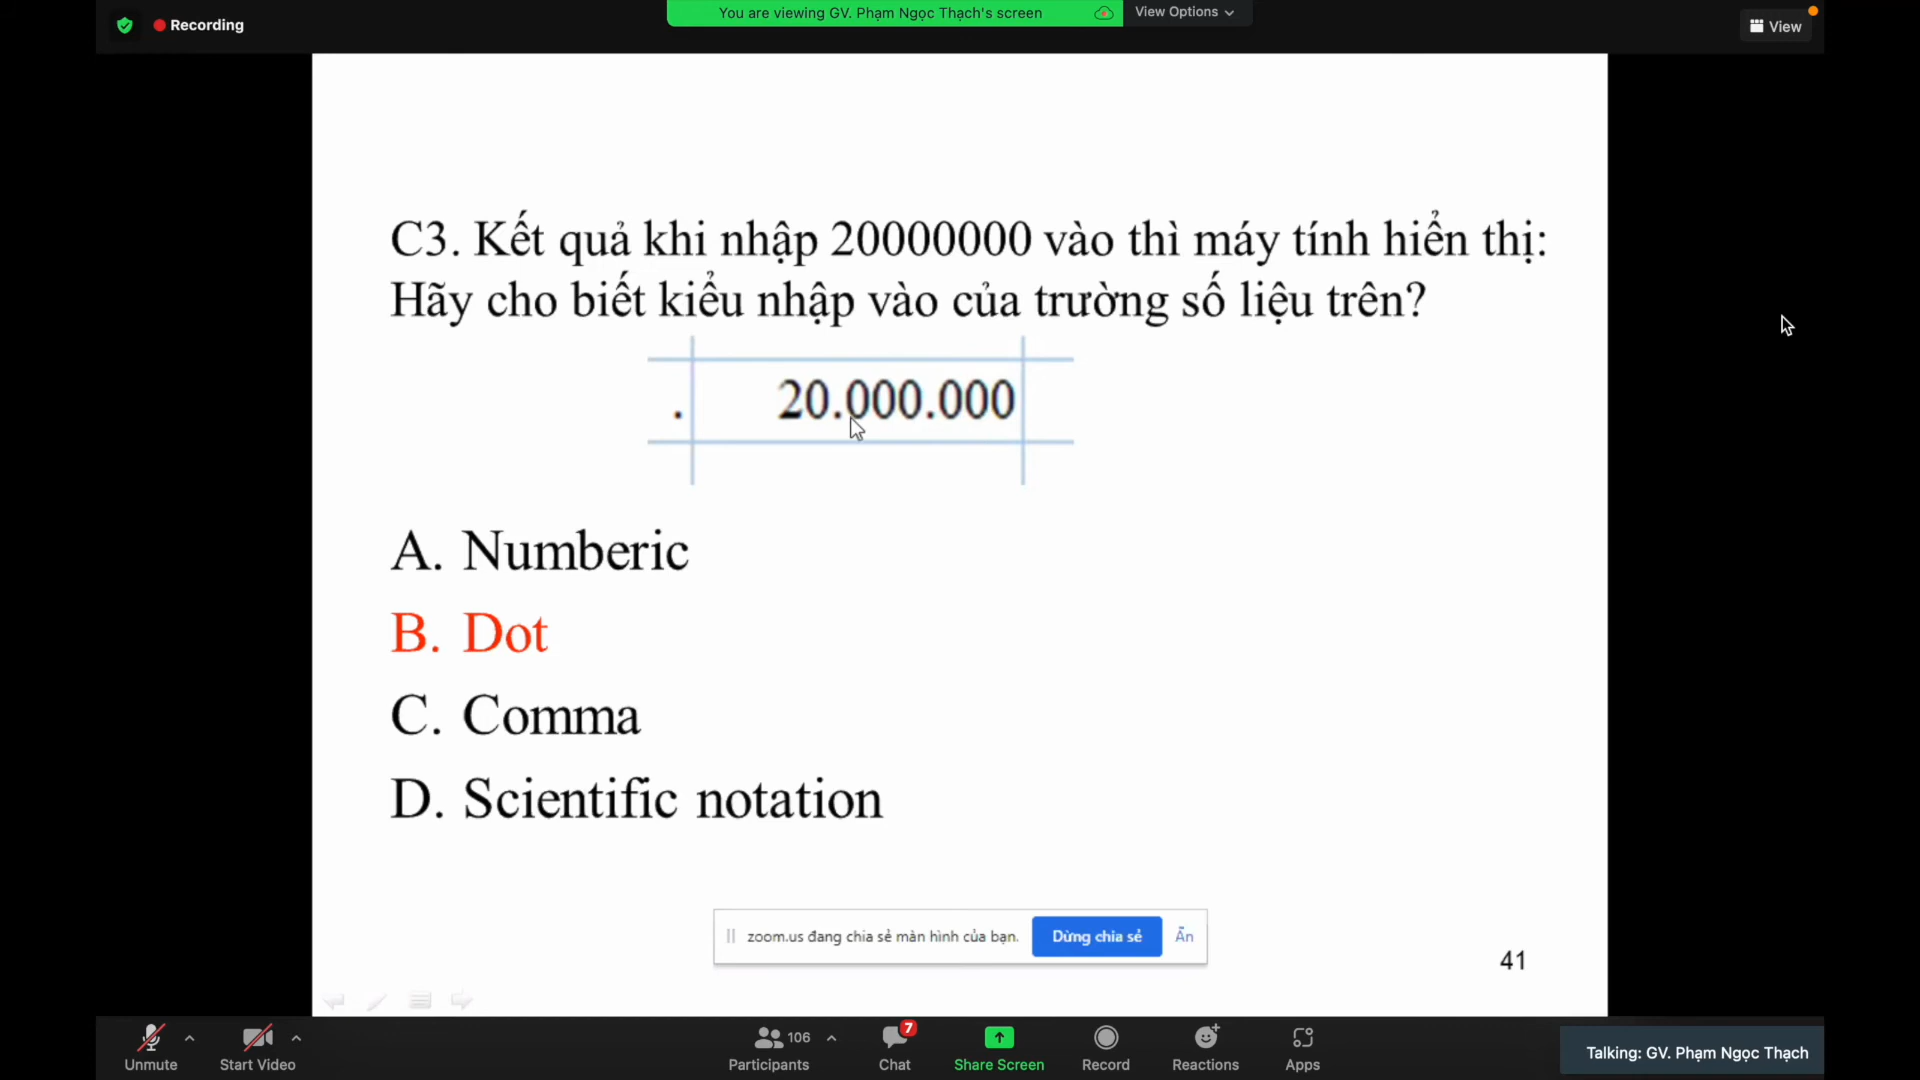 Recording
You are viewing GV. Phạm Ngọc Thạch's screen
View Options
View
C3. Kết quả khi nhập 20000000 vào thì máy tính hiển thị:
Hãy cho biết kiểu nhập vào của trường số liệu trên?
. 20.000.000
A. Numberic
B. Dot
C. Comma
D. Scientific notation
zoom.us đang chia sẻ màn hình của bạn. Dừng chia sẻ Ẩn
41
Unmute
Start Video
106
Participants
7
Chat
Share Screen
Record
Reactions
Apps
Talking: GV. Phạm Ngọc Thạch